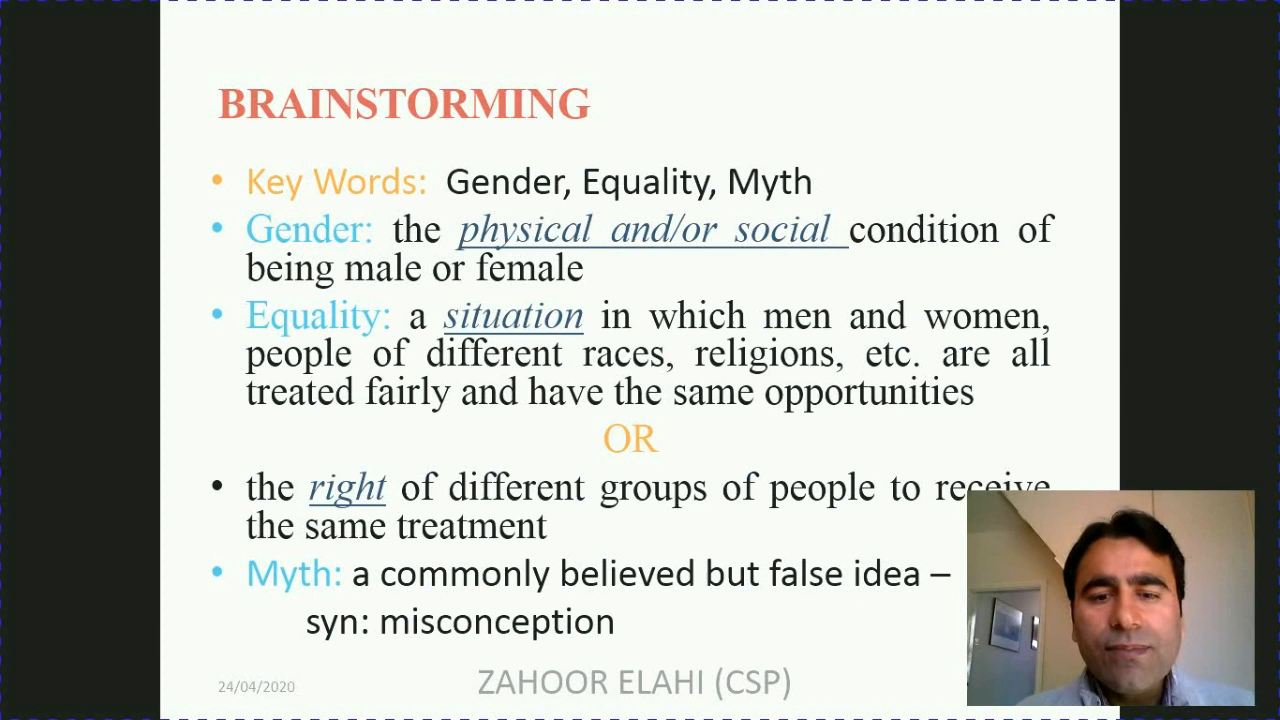 BRAINSTORMING
• Key Words: Gender, Equality, Myth
• Gender: the physical and/or social condition of
being male or female
• Equality: a situation in which men and women,
people of different races, religions, etc. are all
treated fairly and have the same opportunities
OR
• the right of different groups of people to receive
the same treatment
• Myth: a commonly believed but false idea –
syn: misconception
24/04/2020
ZAHOOR ELAHI (CSP)